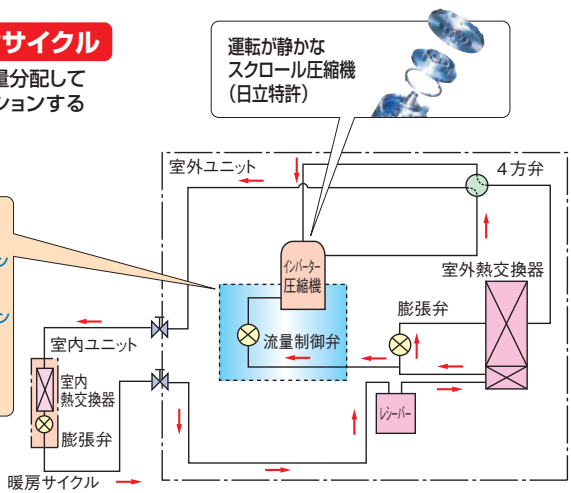 サイクル
量分配して
ションする
運転が静かな
スクロール圧縮機
(日立特許)
室外ユニット
4方弁
ン
インバーター
圧縮機
室外熱交換器
膨張弁
ン
流量制御弁
室内ユニット
室内
熱交換器
レシーバー
膨張弁
暖房サイクル